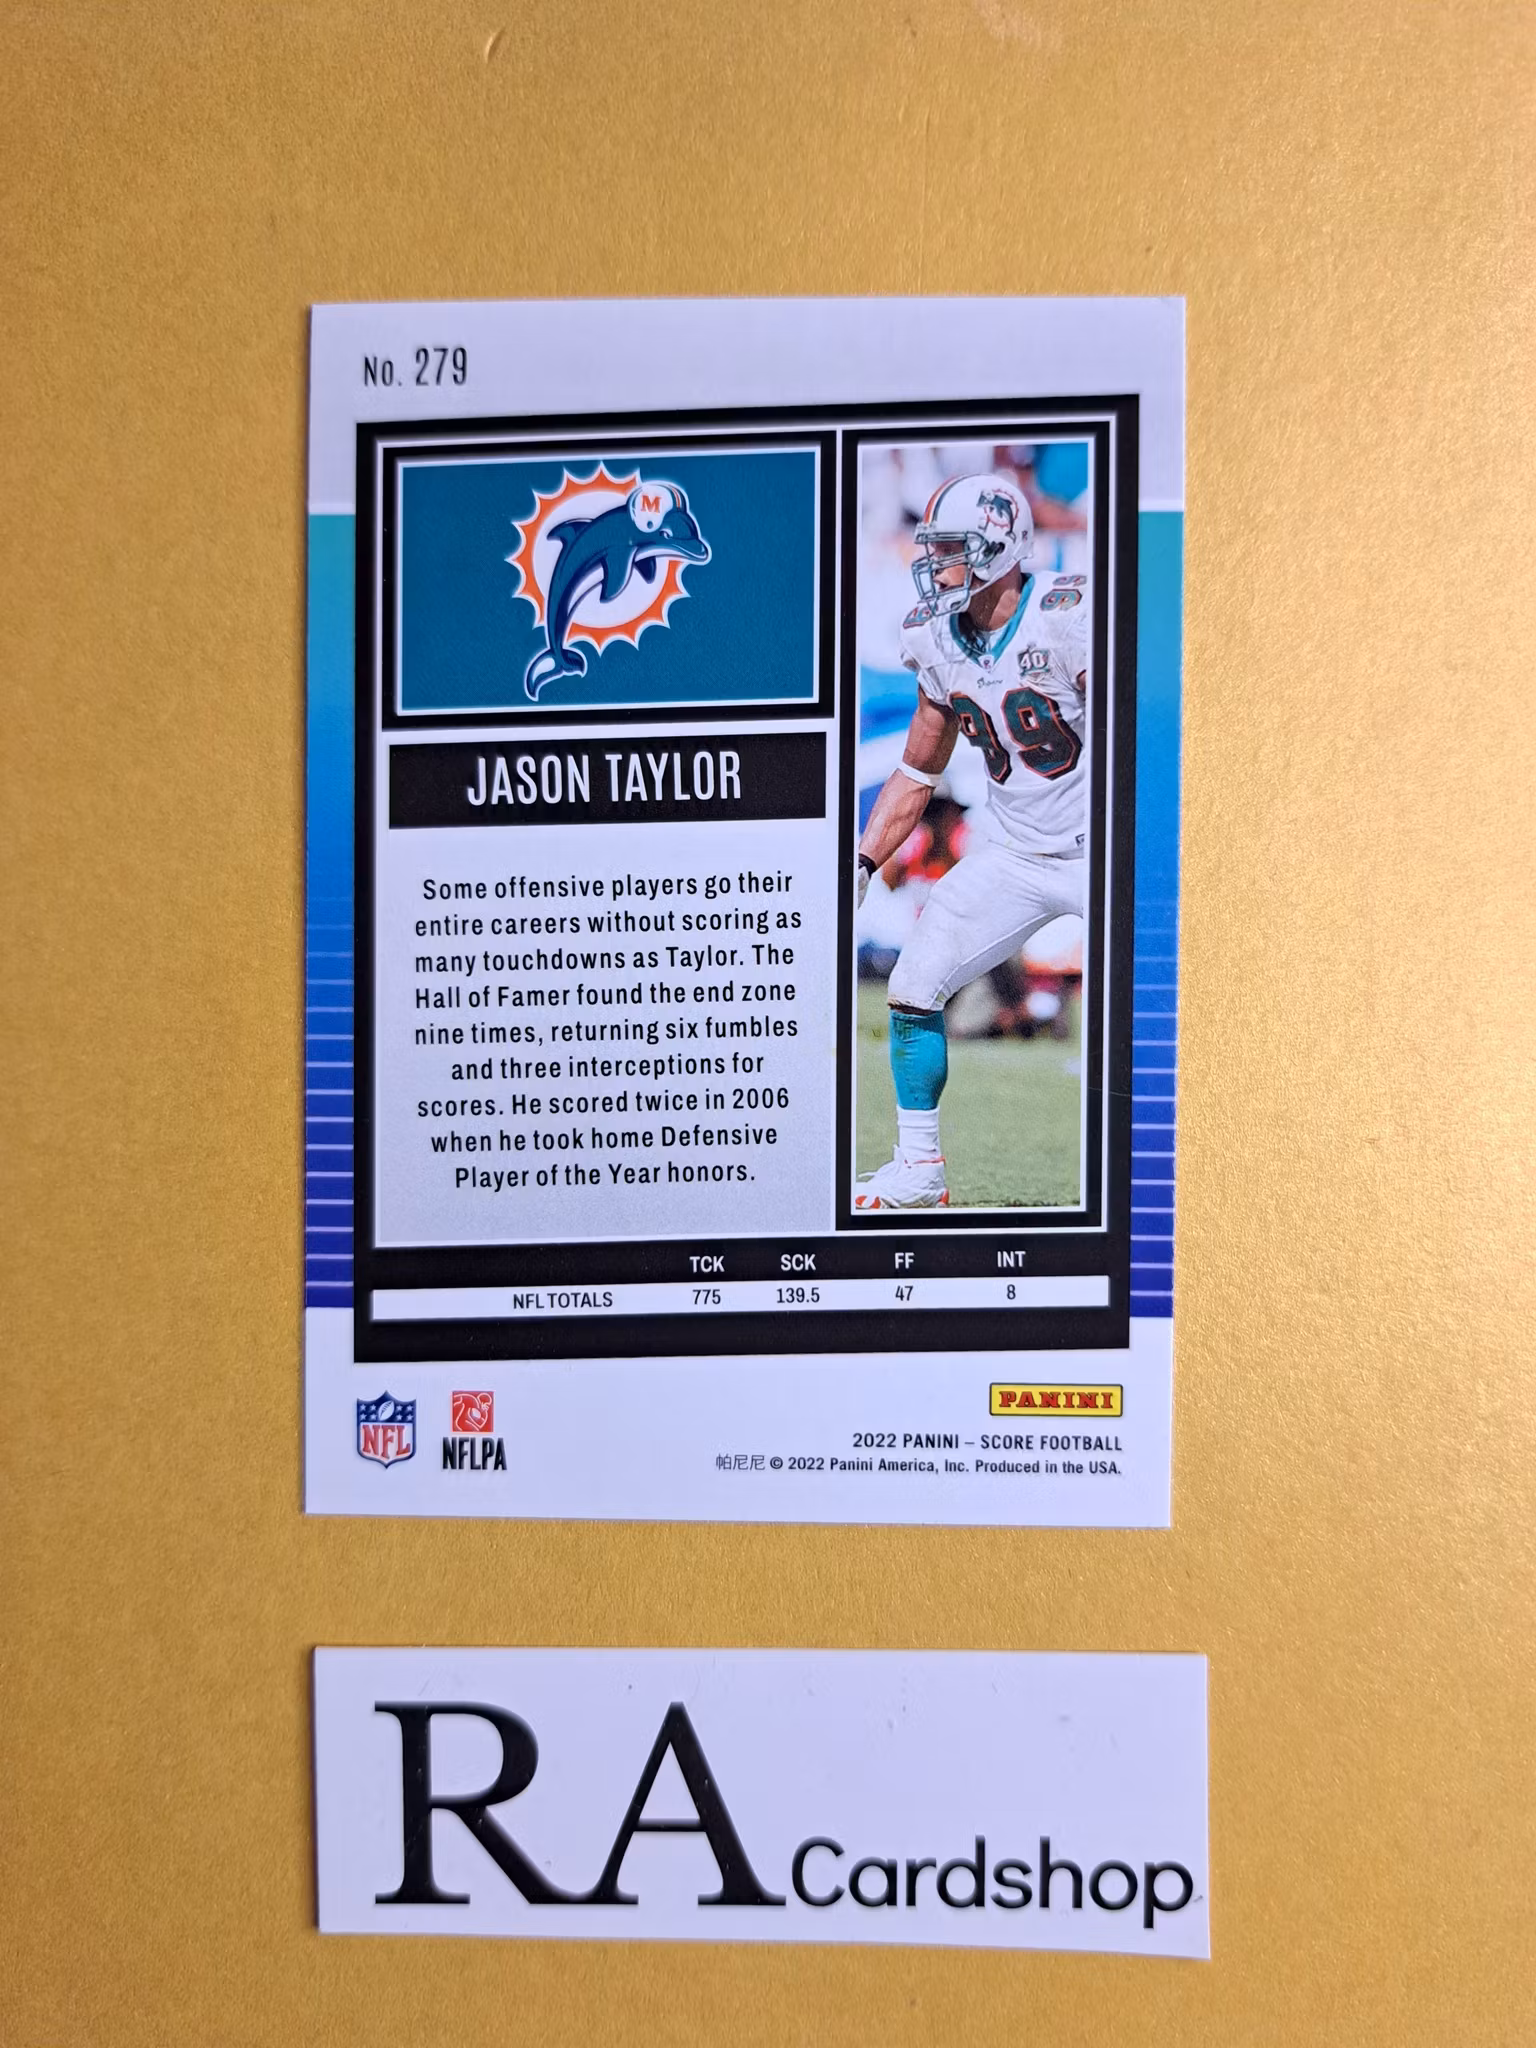 No. 279
M
99
40
99
JASON TAYLOR
Some offensive players go their
entire careers without scoring as
many touchdowns as Taylor. The
Hall of Famer found the end zone
nine times, returning six fumbles
and three interceptions for
scores. He scored twice in 2006
when he took home Defensive
Player of the Year honors.
TCK SCK FF INT
NFL TOTALS 775 139.5 47 8
NFL
NFLPA
PANINI
2022 PANINI – SCORE FOOTBALL
帕尼尼 © 2022 Panini America, Inc. Produced in the USA.
RA Cardshop